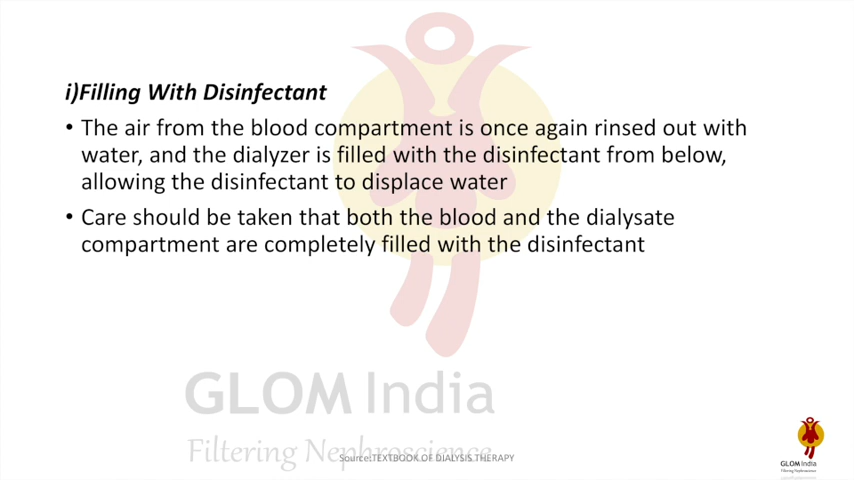 i)Filling With Disinfectant
• The air from the blood compartment is once again rinsed out with
water, and the dialyzer is filled with the disinfectant from below,
allowing the disinfectant to displace water
• Care should be taken that both the blood and the dialysate
compartment are completely filled with the disinfectant
GLOM India
Filtering Nephroscience
Source:TEXTBOOK OF DIALYSIS THERAPY
GLOM India
Filtering Nephroscience